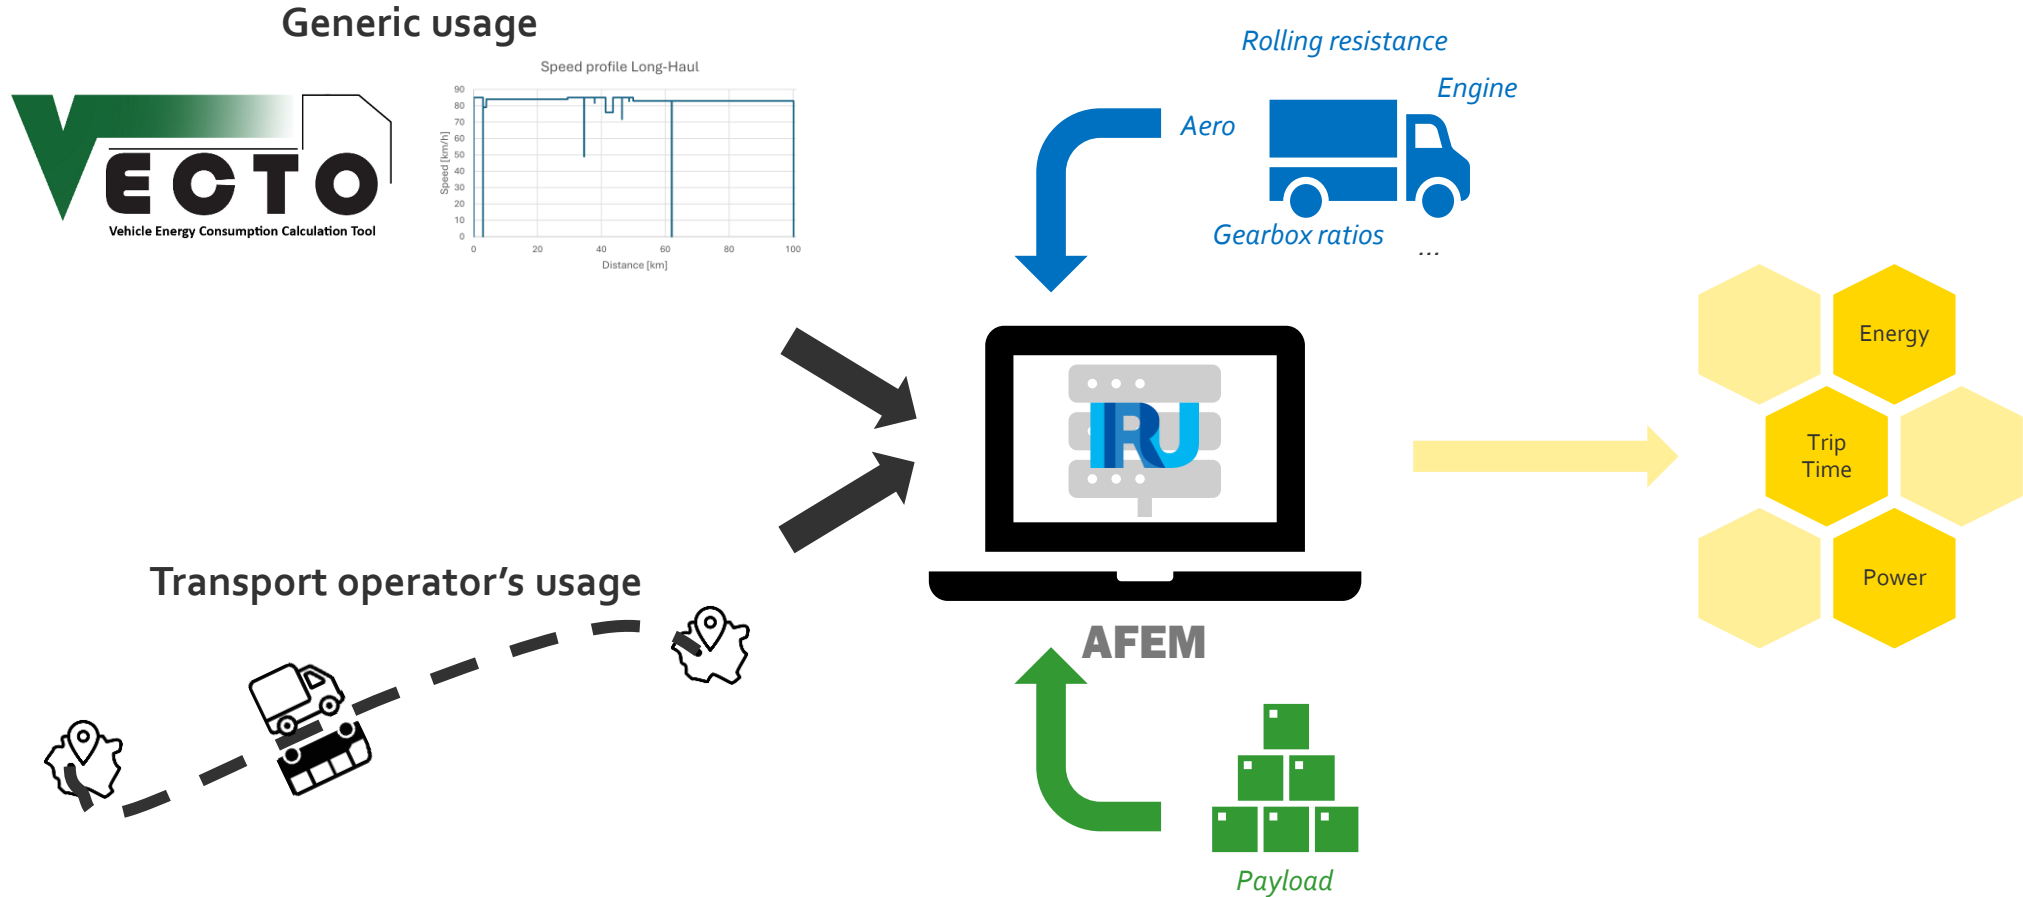 Generic usage
VECTO
Vehicle Energy Consumption Calculation Tool
Speed profile Long-Haul
Speed [km/h]
90
80
70
60
50
40
30
20
10
0
0 20 40 60 80 100
Distance [km]
Rolling resistance
Engine
Aero
Gearbox ratios
...
IRU
AFEM
Energy
Trip
Time
Power
Transport operator’s usage
Payload